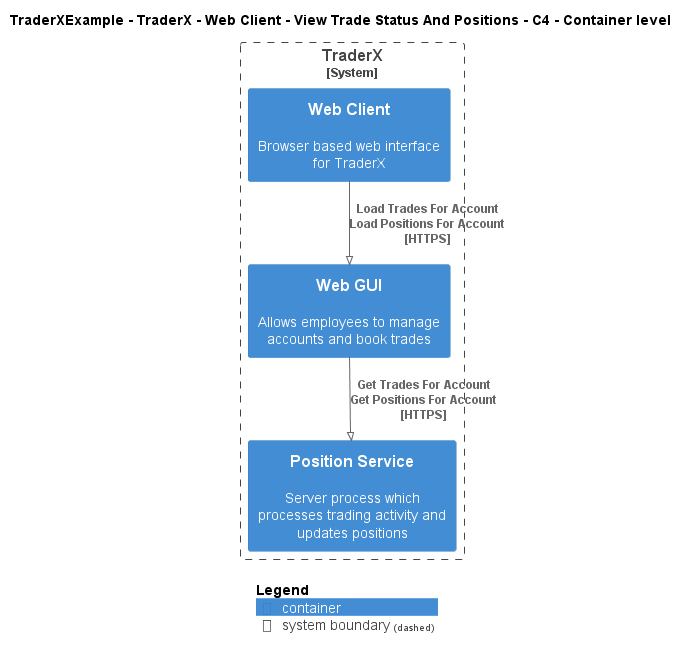 TraderXExample - TraderX - Web Client - View Trade Status And Positions - C4 - Container level
TraderX
[System]
Web Client
Browser based web interface
for TraderX
Load Trades For Account
Load Positions For Account
[HTTPS]
Web GUI
Allows employees to manage
accounts and book trades
Get Trades For Account
Get Positions For Account
[HTTPS]
Position Service
Server process which
processes trading activity and
updates positions
Legend
container
system boundary (dashed)